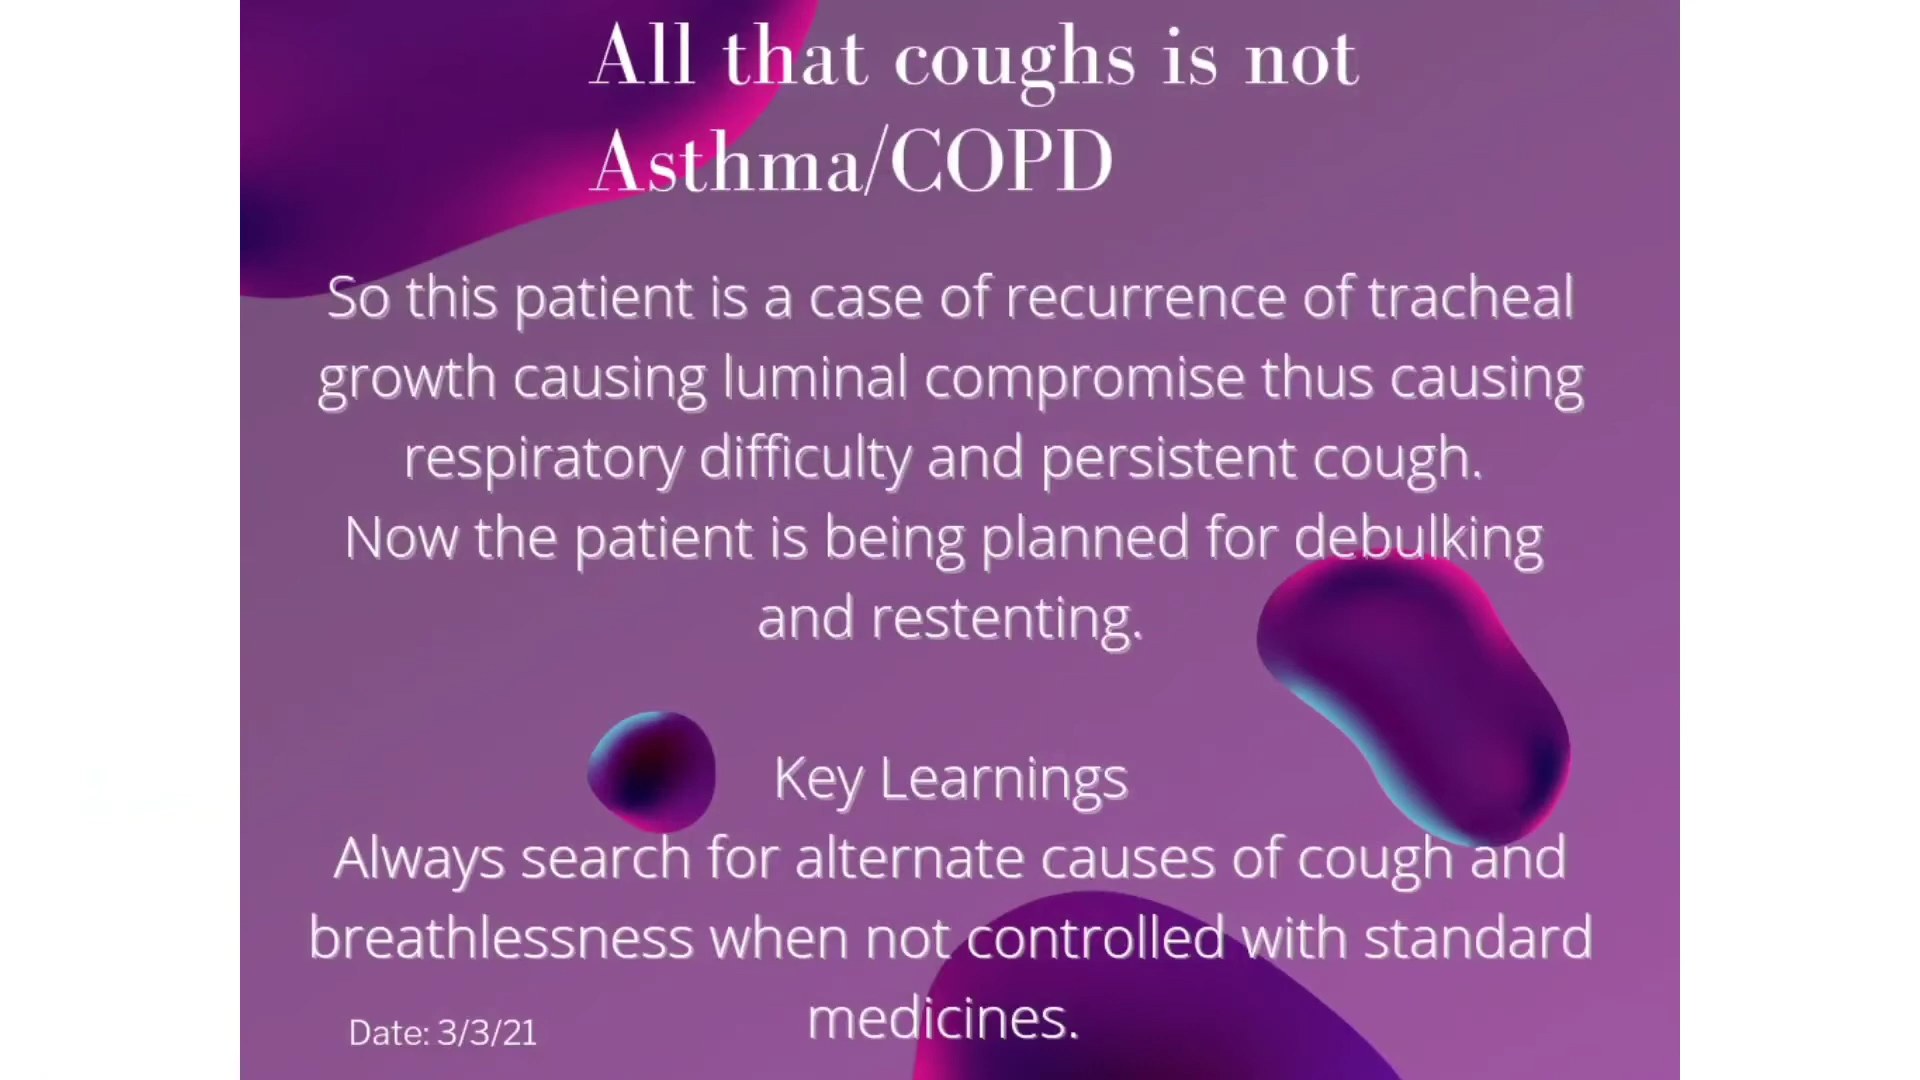 All that coughs is not
Asthma/COPD
So this patient is a case of recurrence of tracheal
growth causing luminal compromise thus causing
respiratory difficulty and persistent cough.
Now the patient is being planned for debulking
and restenting.
Key Learnings
Always search for alternate causes of cough and
breathlessness when not controlled with standard
medicines.
Date: 3/3/21